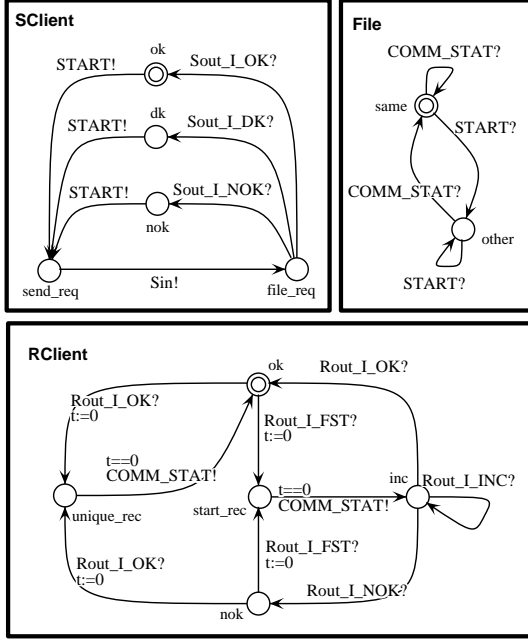 SClient
ok
START!
Sout_I_OK?
dk
START!
Sout_I_DK?
START!
Sout_I_NOK?
nok
send_req
Sin!
file_req
File
COMM_STAT?
same
START?
COMM_STAT?
other
START?
RClient
ok
Rout_I_OK?
Rout_I_OK?
t:=0
Rout_I_FST?
t:=0
t==0
COMM_STAT!
unique_rec
start_rec
t==0
COMM_STAT!
inc
Rout_I_INC?
Rout_I_OK?
t:=0
Rout_I_FST?
t:=0
Rout_I_NOK?
nok